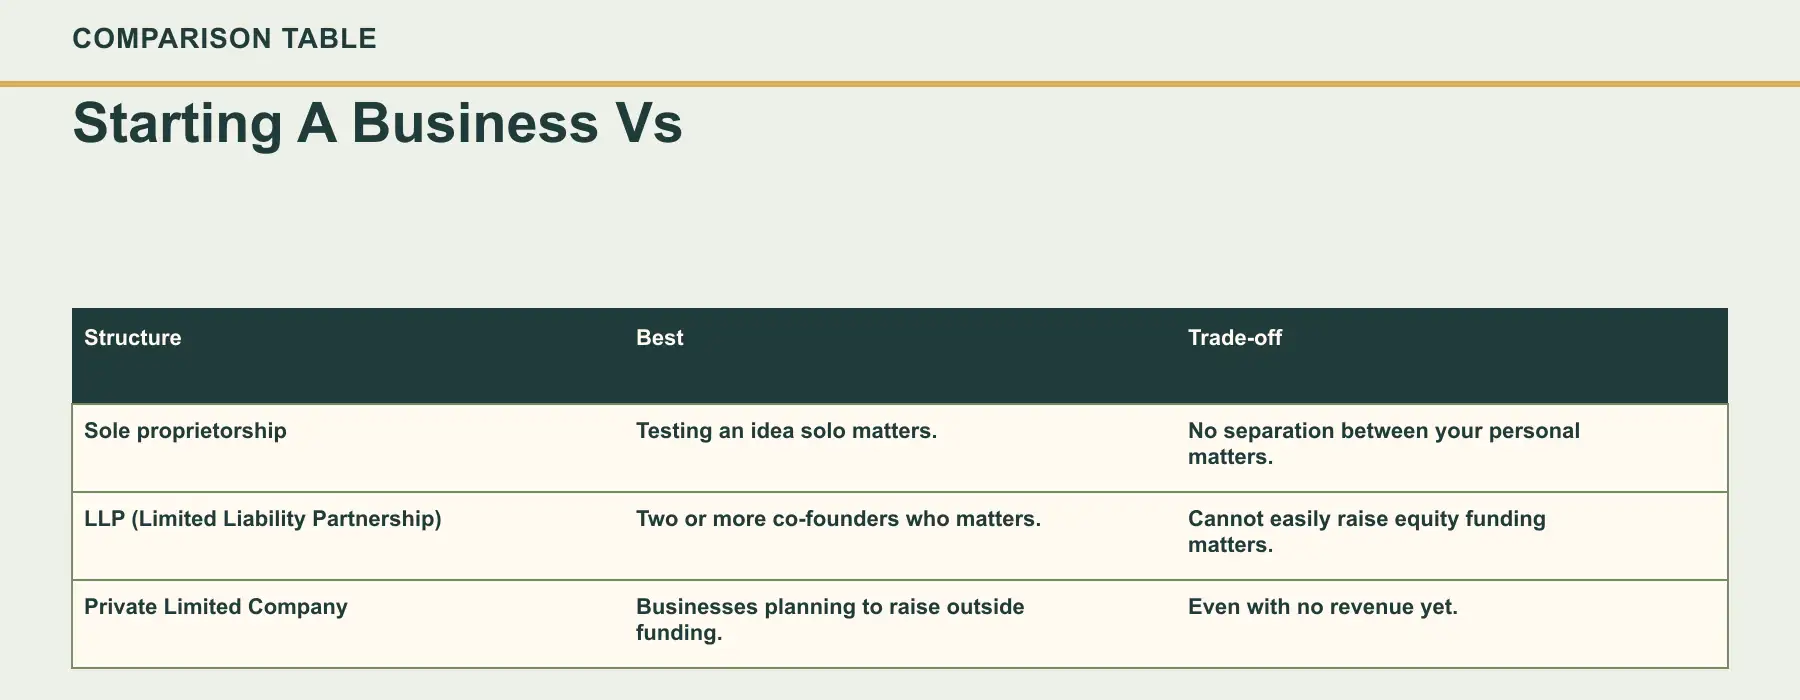 COMPARISON TABLE
Starting A Business Vs
Structure
Best
Trade-off
Sole proprietorship
Testing an idea solo matters.
No separation between your personal
matters.
LLP (Limited Liability Partnership)
Two or more co-founders who matters.
Cannot easily raise equity funding
matters.
Private Limited Company
Businesses planning to raise outside
funding.
Even with no revenue yet.